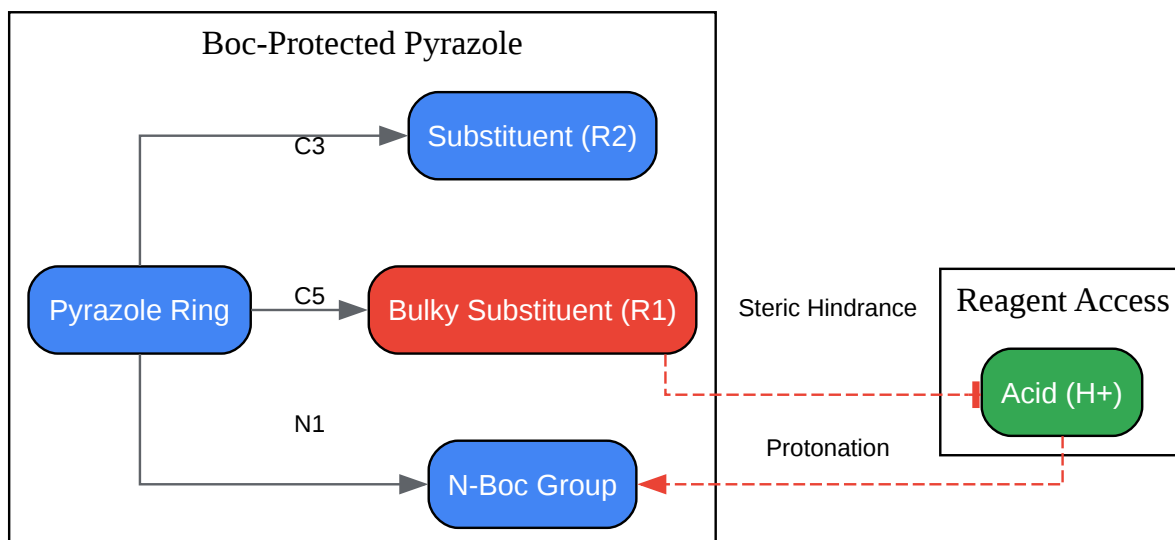 Boc-Protected Pyrazole
C3
Substituent (R2)
Pyrazole Ring
C5
Bulky Substituent (R1)
N1
N-Boc Group
Steric Hindrance
Protonation
Reagent Access
Acid (H+)